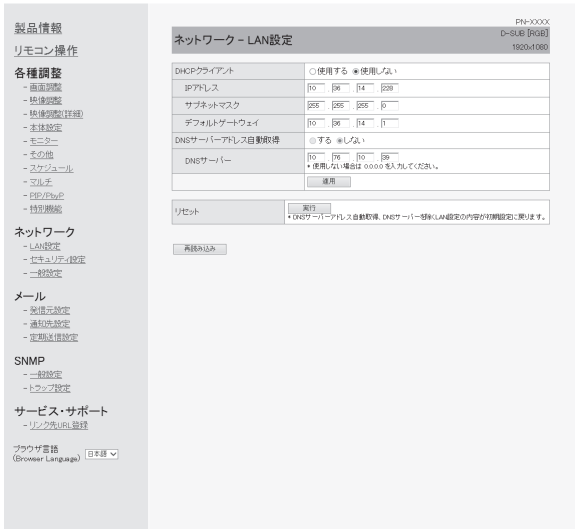 製品情報
リモコン操作
各種調整
- 画面調整
- 映像調整
- 映像調整(詳細)
- 本体設定
- モニター
- その他
- スケジュール
- マルチ
- PIP/PbyP
- 特別機能
ネットワーク
- LAN設定
- セキュリティ設定
- 一般設定
メール
- 発信元設定
- 通知先設定
- 定期送信設定
SNMP
- 一般設定
- トラップ設定
サービス・サポート
- リンク先URL登録
ブラウザ言語
(Browser Language) 日本語
PN-XXXX
ネットワーク - LAN設定
D-SUB [RGB]
1920x1080
DHCPクライアント 使用する 使用しない
IPアドレス 10 . 36 . 14 . 228
サブネットマスク 255 . 255 . 255 . 0
デフォルトゲートウェイ 10 . 36 . 14 . 1
DNSサーバーアドレス自動取得 する しない
DNSサーバー 10 . 76 . 10 . 39
* 使用しない場合は 0.0.0.0 を入力してください。
適用
リセット 実行
* DNSサーバーアドレス自動取得、DNSサーバーを除くLAN設定の内容が初期設定に戻ります。
再読み込み